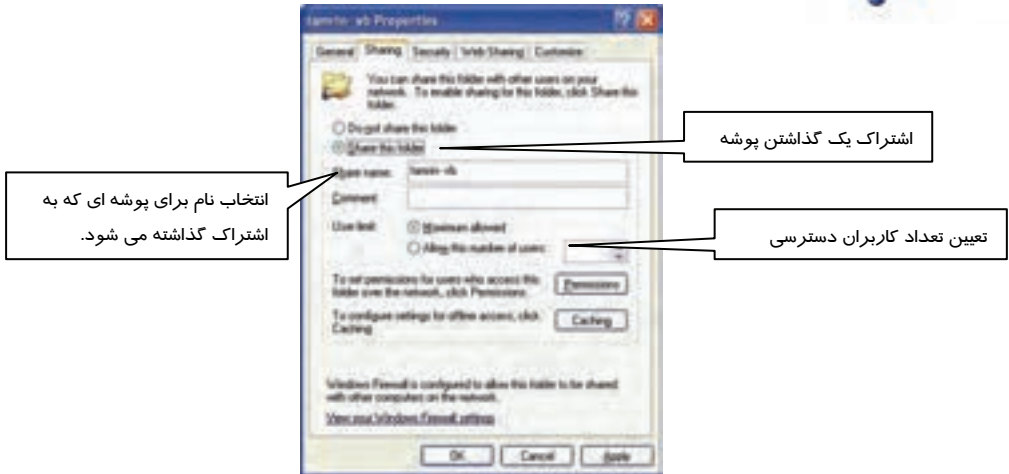 tamrin-vb Properties
General Sharing Security Web Sharing Customize
You can share this folder with other users on your
network. To enable sharing for this folder, click Share this
folder.
Do not share this folder
Share this folder
Share name: tamrin-vb
Comment:
User limit: Maximum allowed
Allow this number of users:
To set permissions for users who access this
folder over the network, click Permissions.
Permissions
To configure settings for offline access, click
Caching.
Caching
Windows Firewall is configured to allow this folder to be shared
with other computers on the network.
View your Windows Firewall settings
OK Cancel Apply
اشتراک یک گذاشتن پوشه
انتخاب نام برای پوشه ای که به
اشتراک گذاشته می شود.
تعیین تعداد کاربران دسترسی